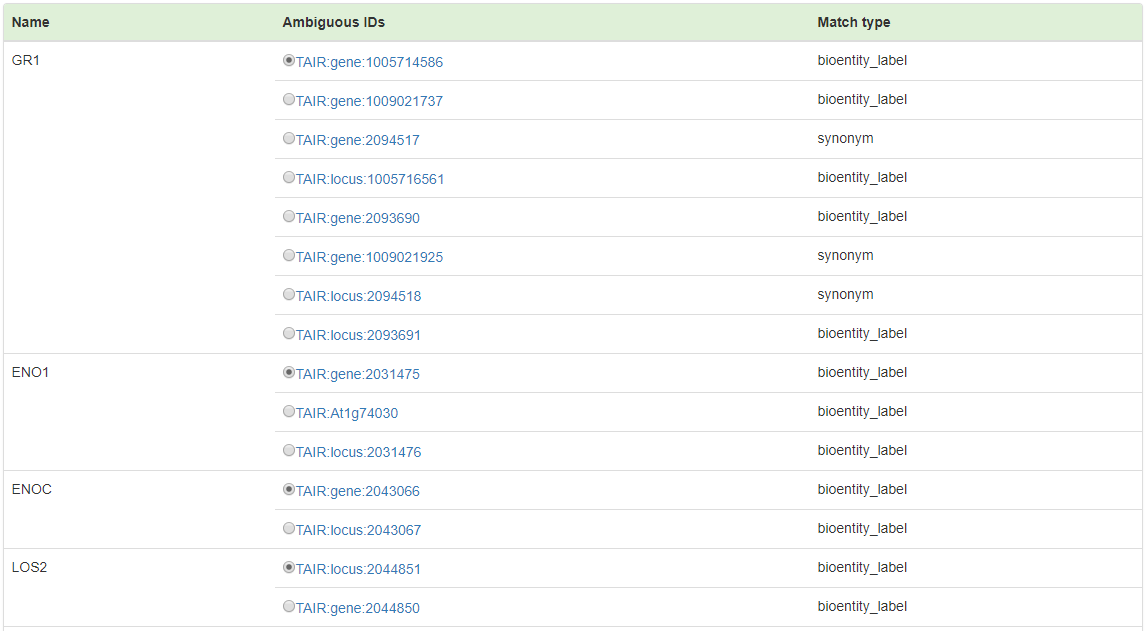 Name Ambiguous IDs Match type
GR1 TAIR:gene:1005714586 bioentity_label
TAIR:gene:1009021737 bioentity_label
TAIR:gene:2094517 synonym
TAIR:locus:1005716561 bioentity_label
TAIR:gene:2093690 bioentity_label
TAIR:gene:1009021925 synonym
TAIR:locus:2094518 synonym
TAIR:locus:2093691 bioentity_label
ENO1 TAIR:gene:2031475 bioentity_label
TAIR:At1g74030 bioentity_label
TAIR:locus:2031476 bioentity_label
ENOC TAIR:gene:2043066 bioentity_label
TAIR:locus:2043067 bioentity_label
LOS2 TAIR:locus:2044851 bioentity_label
TAIR:gene:2044850 bioentity_label